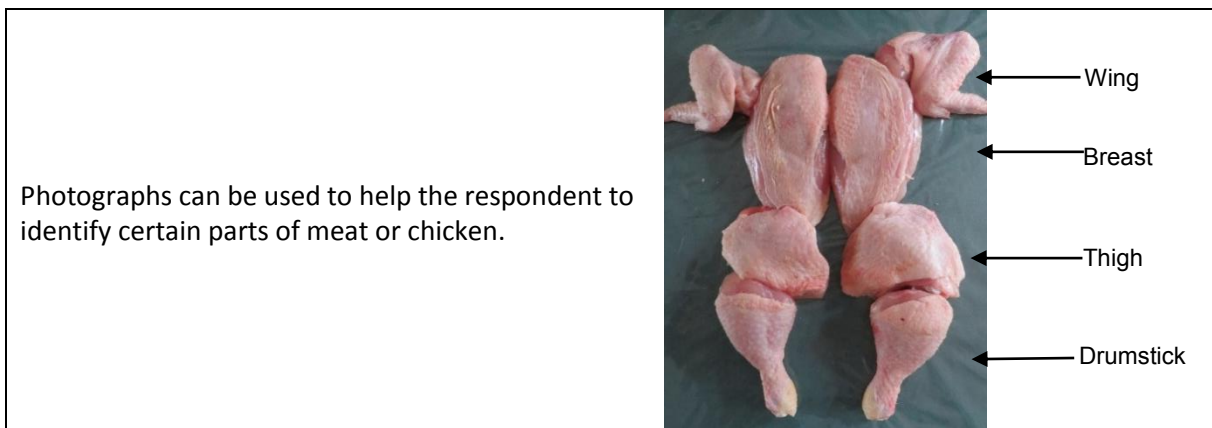 Photographs can be used to help the respondent to
identify certain parts of meat or chicken.
Wing
Breast
Thigh
Drumstick